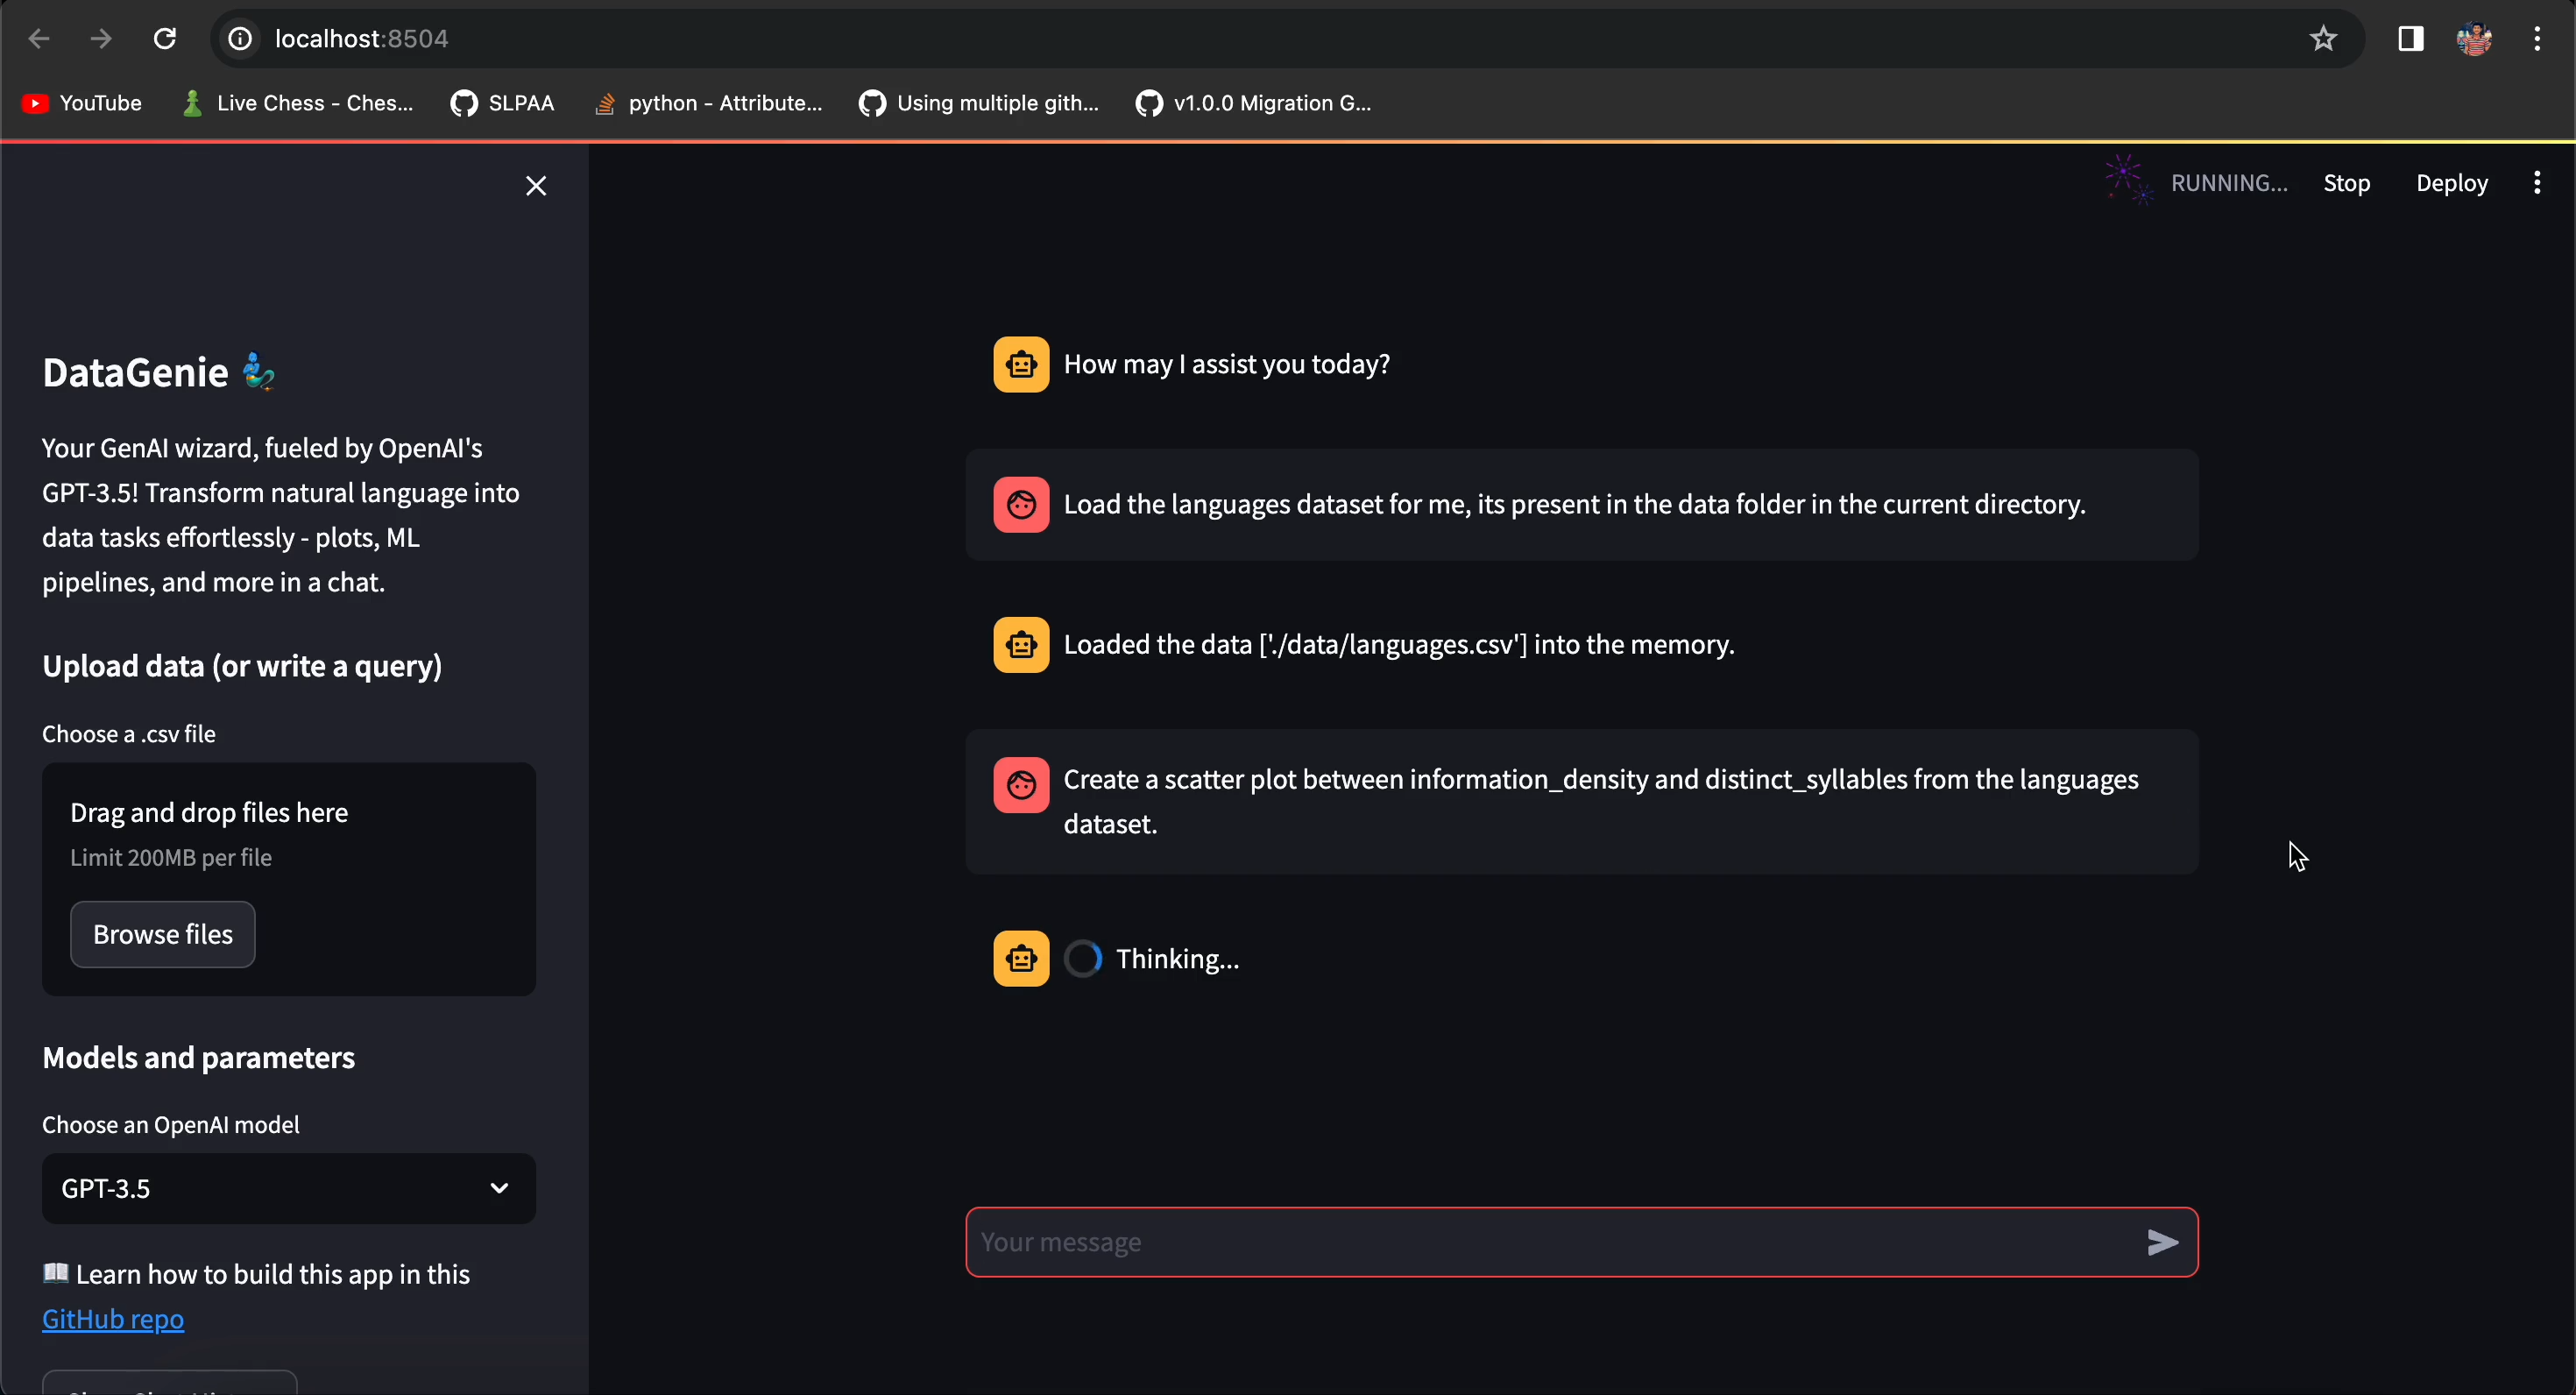 localhost:8504
YouTube
Live Chess - Ches...
SLPAA
python - Attribute...
Using multiple gith...
v1.0.0 Migration G...
RUNNING...
Stop
Deploy
DataGenie
Your GenAI wizard, fueled by OpenAI's
GPT-3.5! Transform natural language into
data tasks effortlessly - plots, ML
pipelines, and more in a chat.
Upload data (or write a query)
Choose a .csv file
Drag and drop files here
Limit 200MB per file
Browse files
Models and parameters
Choose an OpenAI model
GPT-3.5
Learn how to build this app in this
GitHub repo
How may I assist you today?
Load the languages dataset for me, its present in the data folder in the current directory.
Loaded the data ['./data/languages.csv'] into the memory.
Create a scatter plot between information_density and distinct_syllables from the languages
dataset.
Thinking...
Your message